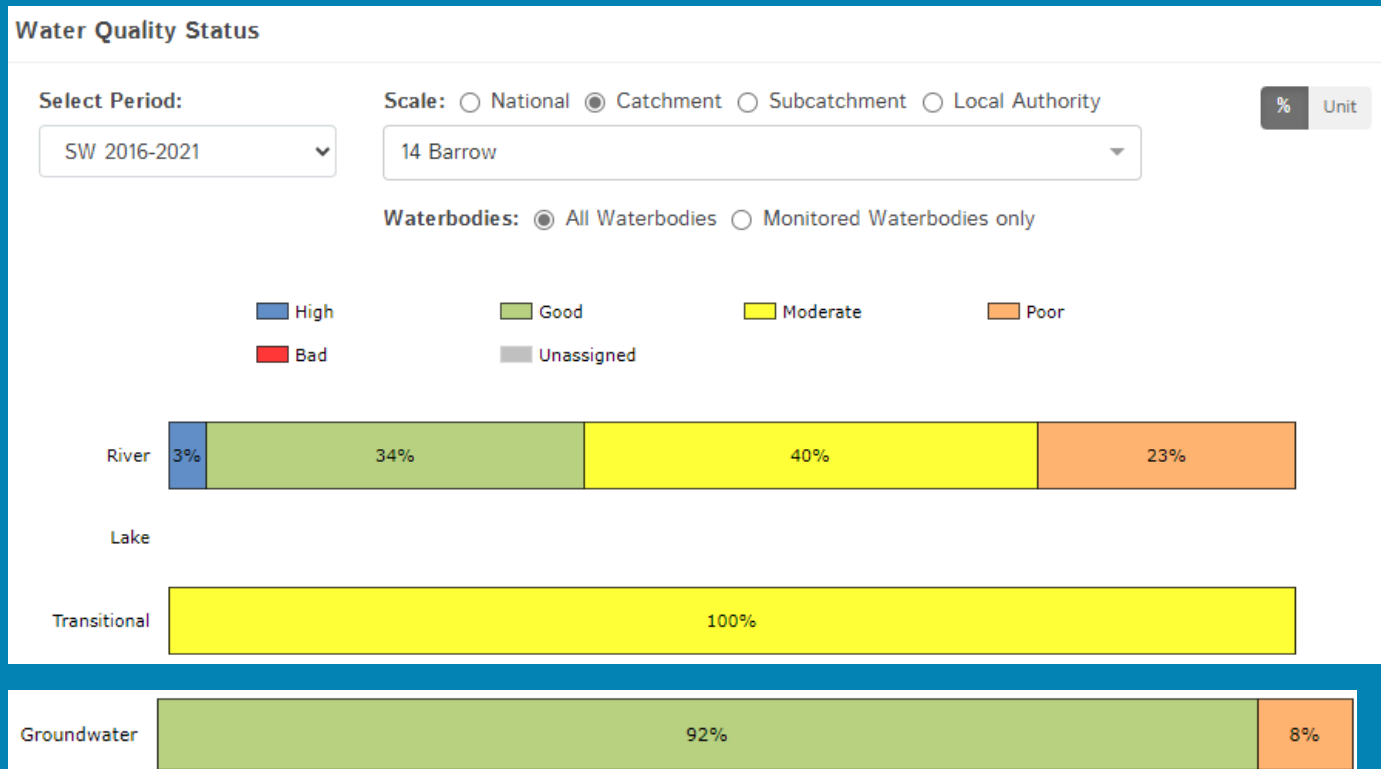 Water Quality Status
Select Period:
Scale: National Catchment Subcatchment Local Authority
% Unit
SW 2016-2021
14 Barrow
Waterbodies: All Waterbodies Monitored Waterbodies only
High Good Moderate Poor
Bad Unassigned
River 3% 34% 40% 23%
Lake
Transitional 100%
Groundwater 92% 8%